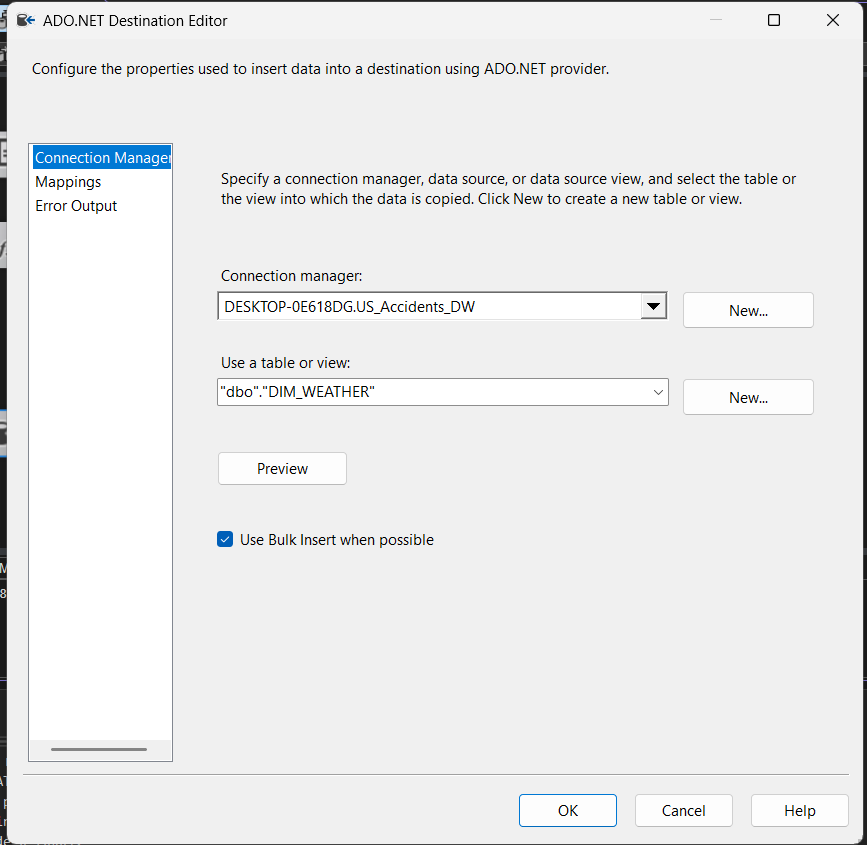 ADO.NET Destination Editor
Configure the properties used to insert data into a destination using ADO.NET provider.
Connection Manager
Mappings
Error Output
Specify a connection manager, data source, or data source view, and select the table or
the view into which the data is copied. Click New to create a new table or view.
Connection manager:
DESKTOP-0E618DG.US_Accidents_DW
New...
Use a table or view:
"dbo"."DIM_WEATHER"
New...
Preview
Use Bulk Insert when possible
OK
Cancel
Help